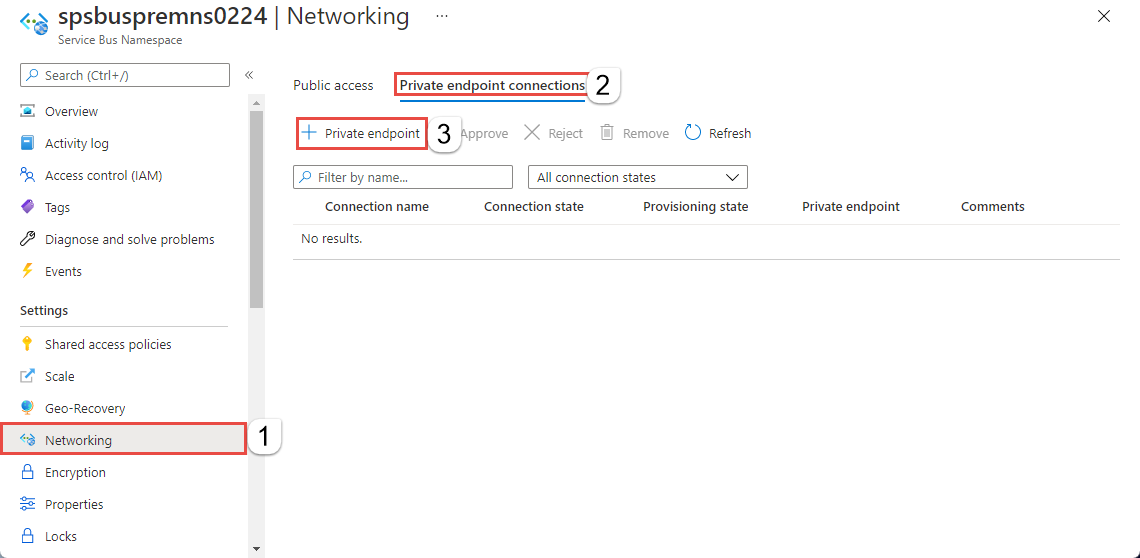 spsbuspremns0224 | Networking ...
Service Bus Namespace
Search (Ctrl+/)
«
Overview
Activity log
Access control (IAM)
Tags
Diagnose and solve problems
Events
Settings
Shared access policies
Scale
Geo-Recovery
Networking
1
Encryption
Properties
Locks
Public access
Private endpoint connections
2
+ Private endpoint
3
Approve
Reject
Remove
Refresh
Filter by name...
All connection states
Connection name Connection state Provisioning state Private endpoint Comments
No results.